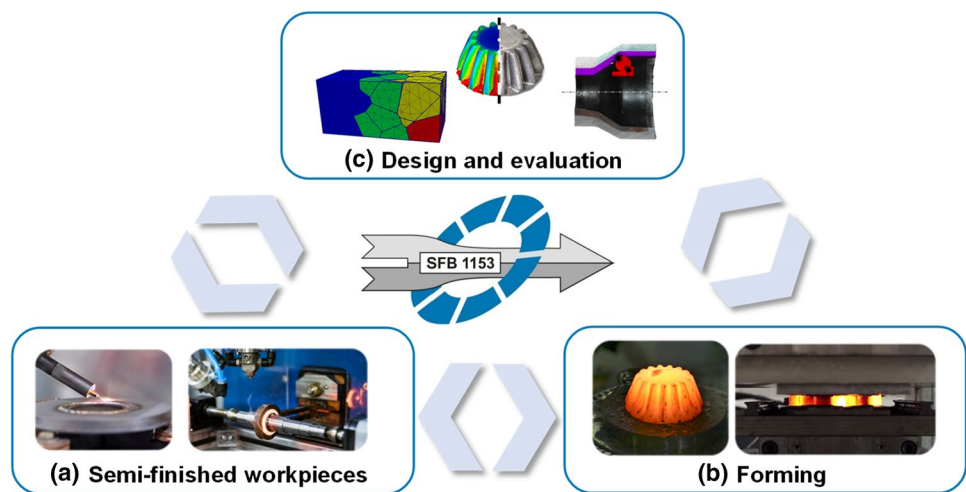 (c) Design and evaluation
SFB 1153
(a) Semi-finished workpieces
(b) Forming